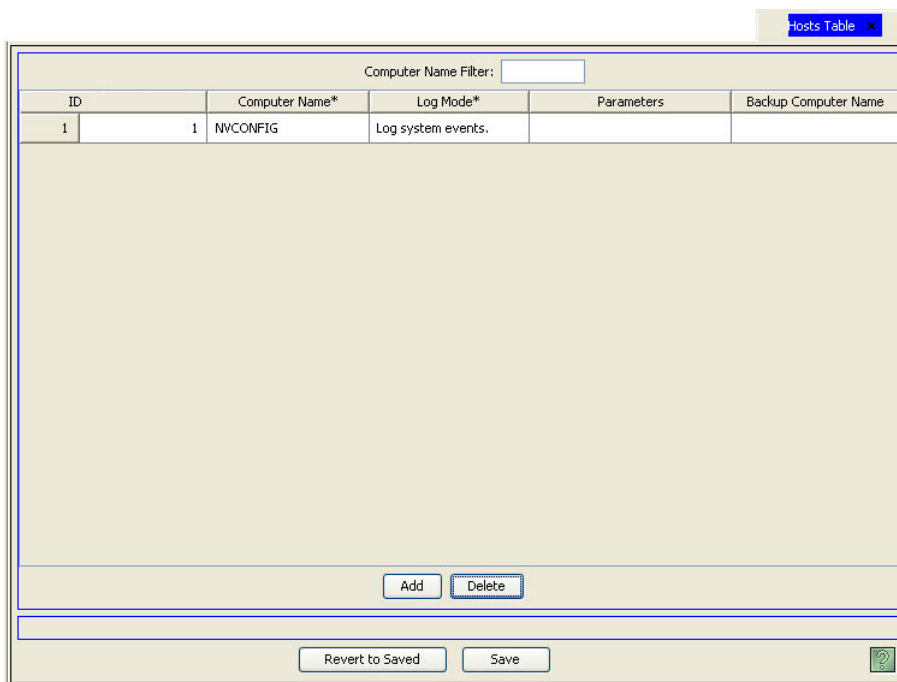 Hosts Table ×
Computer Name Filter:
ID Computer Name* Log Mode* Parameters Backup Computer Name
1 1 NVCONFIG Log system events.
Add Delete
Revert to Saved Save ?